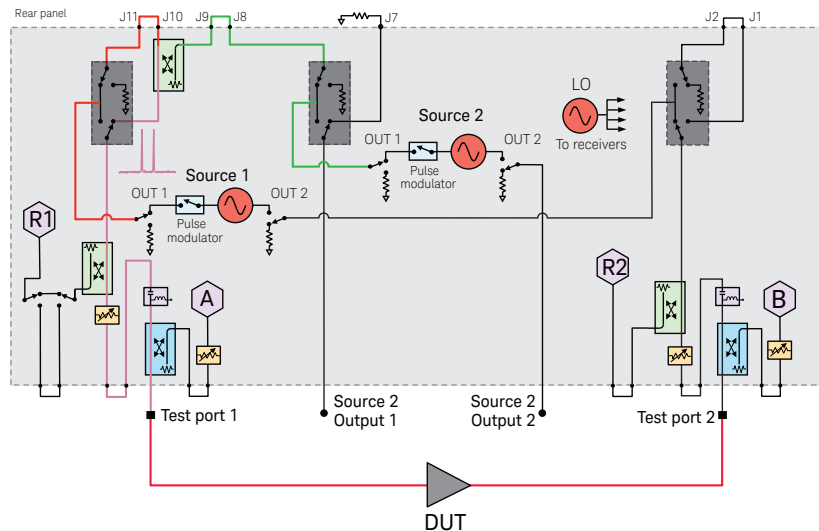 Rear panel
J11
J10
J9
J8
J7
J2
J1
LO
To receivers
Source 2
OUT 1
OUT 2
Pulse
modulator
Source 1
OUT 1
OUT 2
Pulse
modulator
R1
A
R2
B
Test port 1
Source 2
Output 1
Source 2
Output 2
Test port 2
DUT